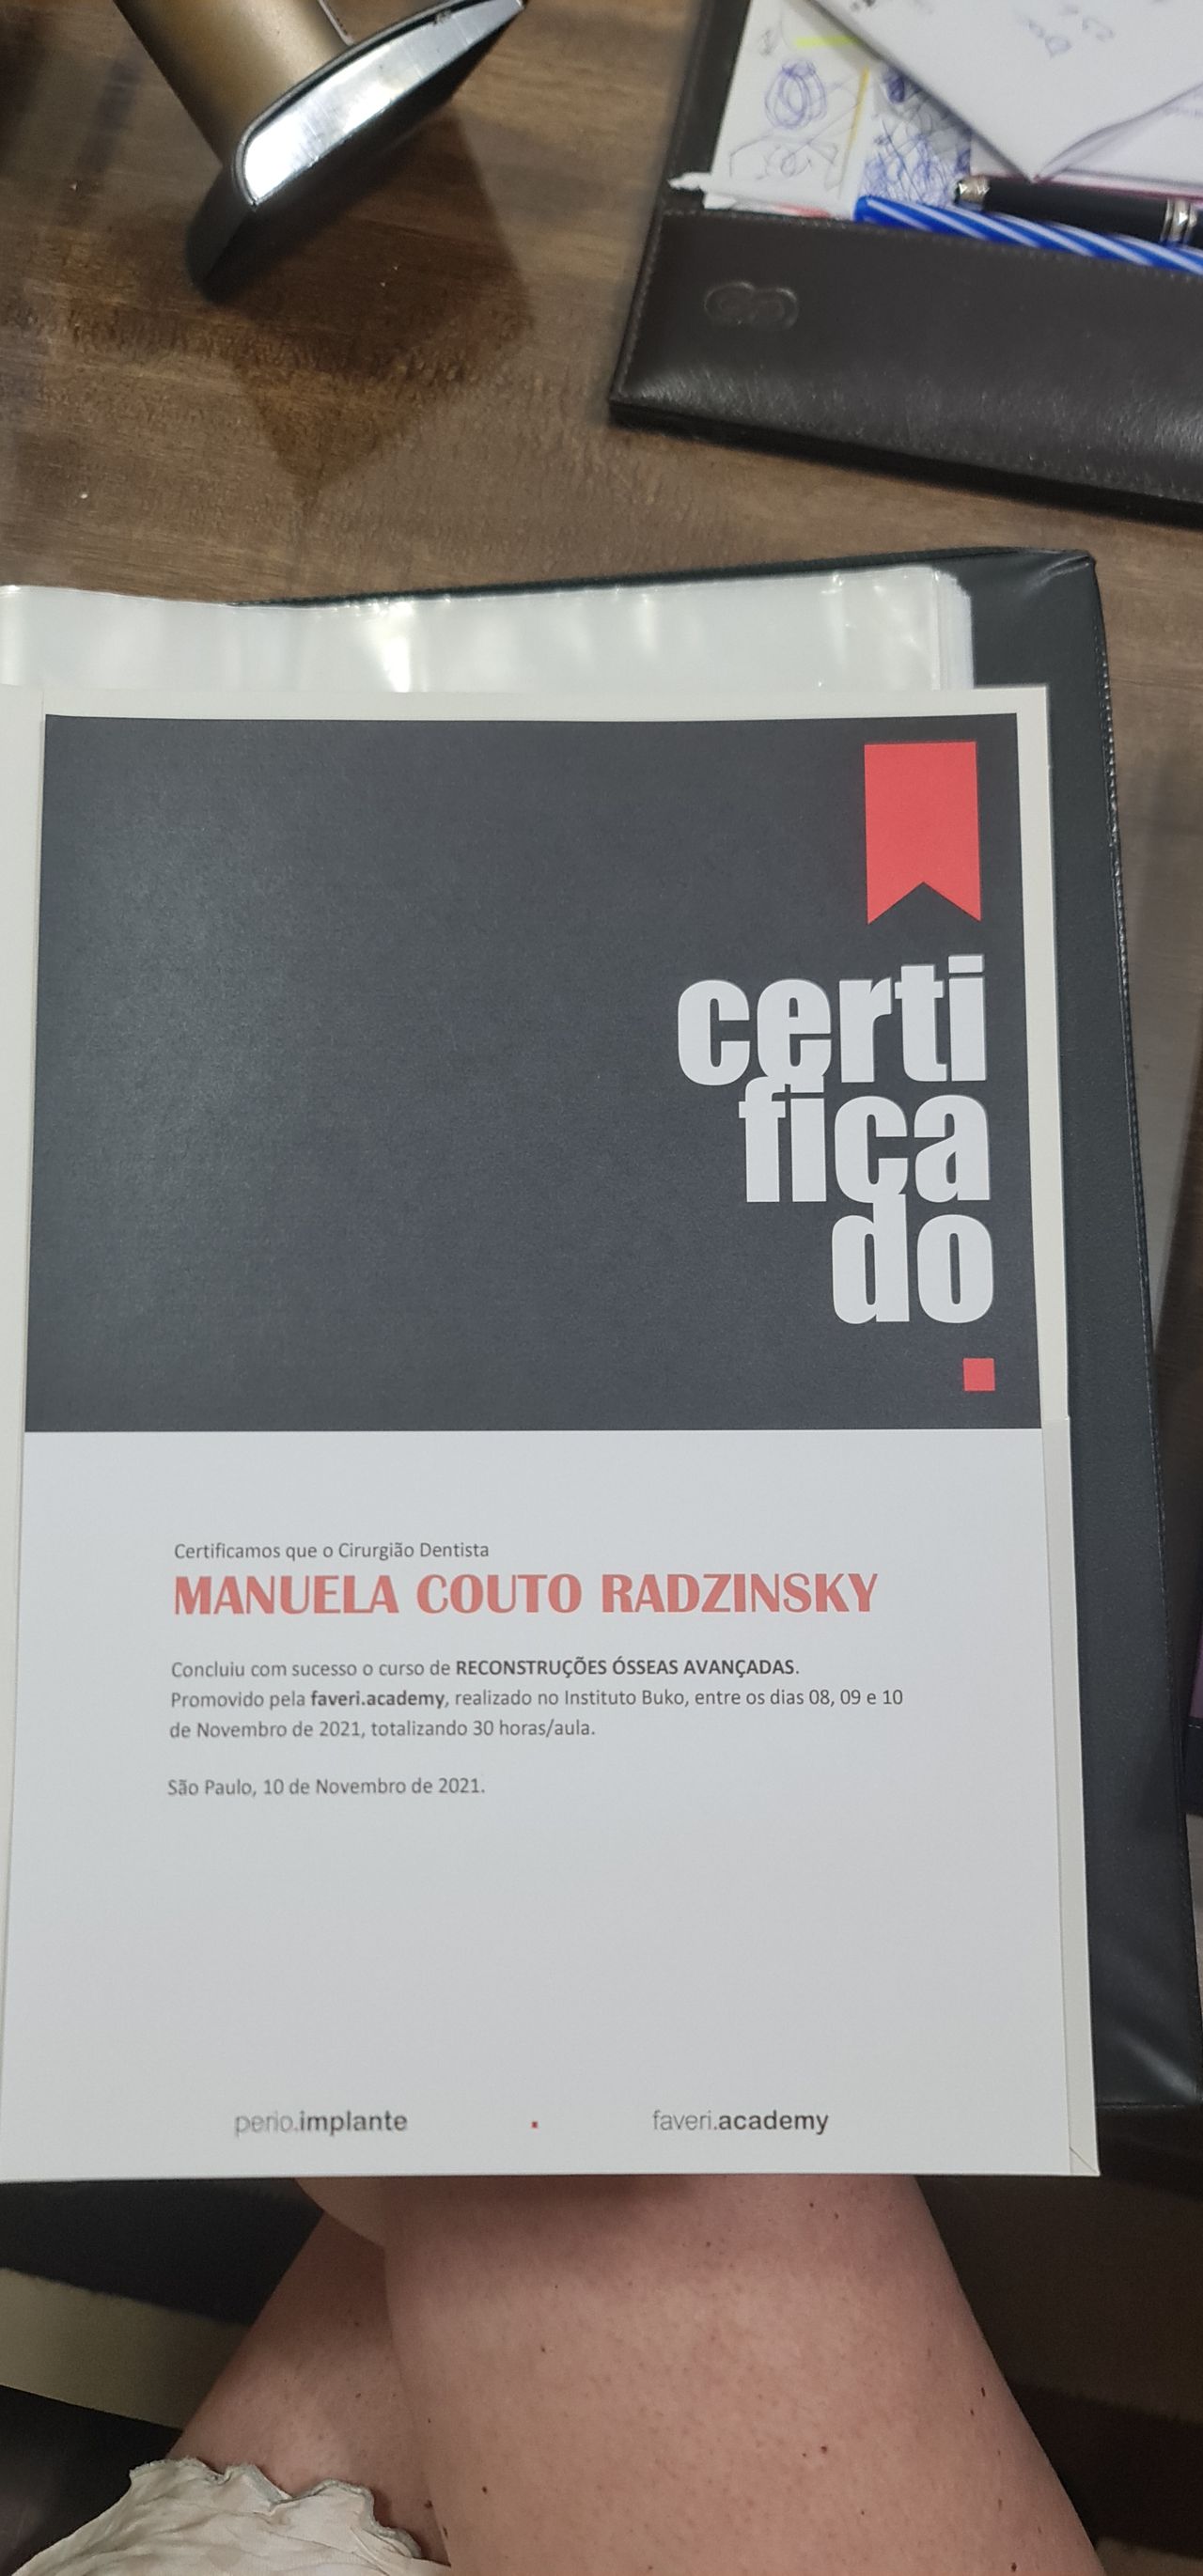 certi
fica
do
Certificamos que o Cirurgião Dentista
MANUELA COUTO RADZINSKY
Concluiu com sucesso o curso de RECONSTRUÇÕES ÓSSEAS AVANÇADAS.
Promovido pela faveri.academy, realizado no Instituto Buko, entre os dias 08, 09 e 10
de Novembro de 2021, totalizando 30 horas/aula.
São Paulo, 10 de Novembro de 2021.
perio.implante
faveri.academy